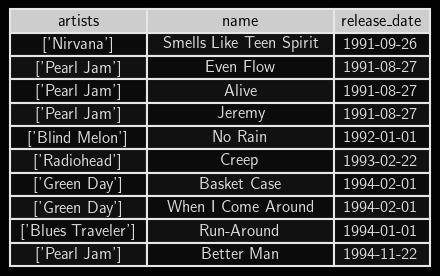 artists name release_date
['Nirvana'] Smells Like Teen Spirit 1991-09-26
['Pearl Jam'] Even Flow 1991-08-27
['Pearl Jam'] Alive 1991-08-27
['Pearl Jam'] Jeremy 1991-08-27
['Blind Melon'] No Rain 1992-01-01
['Radiohead'] Creep 1993-02-22
['Green Day'] Basket Case 1994-02-01
['Green Day'] When I Come Around 1994-02-01
['Blues Traveler'] Run-Around 1994-01-01
['Pearl Jam'] Better Man 1994-11-22